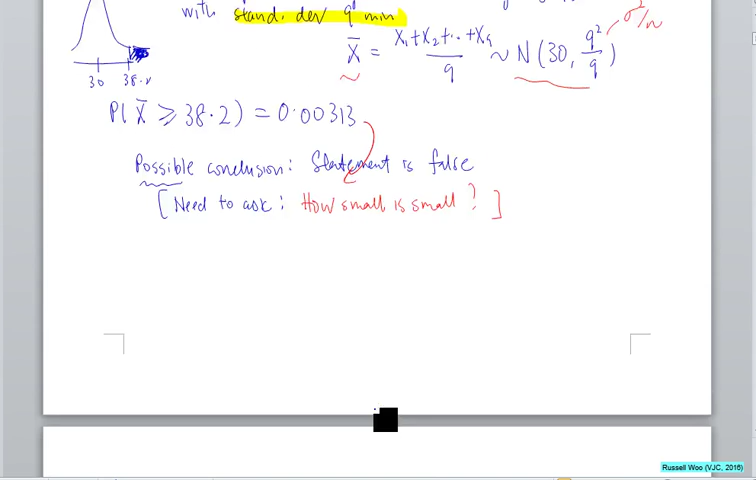 with stand. dev 9 min
X̄ = X₁+X₂+..+X₉ / 9 ~ N(30, 9²/9) σ²/n
30 38.2
P(X̄ ≥ 38.2) = 0.00313
Possible conclusion: Statement is false
[Need to ask: How small is small?]
Russell Woo (VJC, 2016)